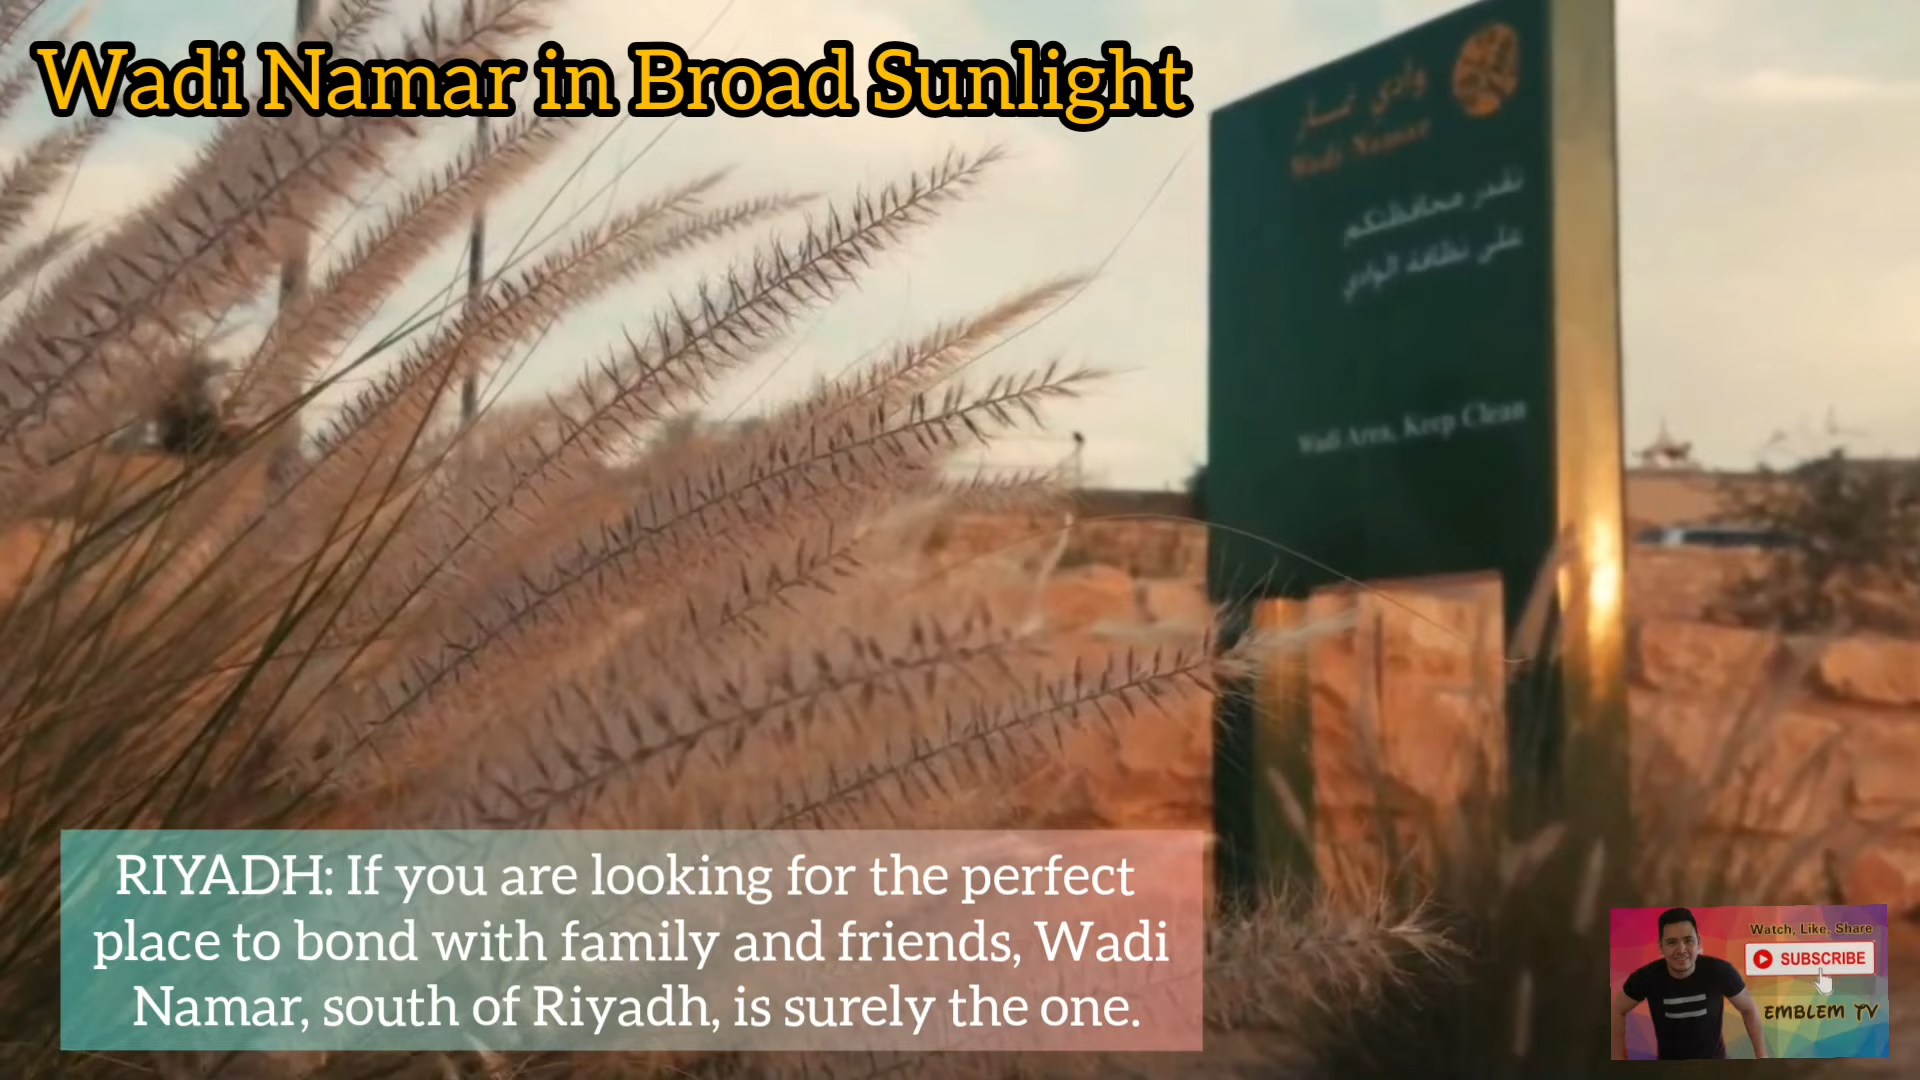 Wadi Namar in Broad Sunlight
وادي نمار
Wadi Namar
نقدر محافظتكم
على نظافة الوادي
Wadi Area, Keep Clean
RIYADH: If you are looking for the perfect
place to bond with family and friends, Wadi
Namar, south of Riyadh, is surely the one.
Watch, Like, Share
SUBSCRIBE
EMBLEM TV